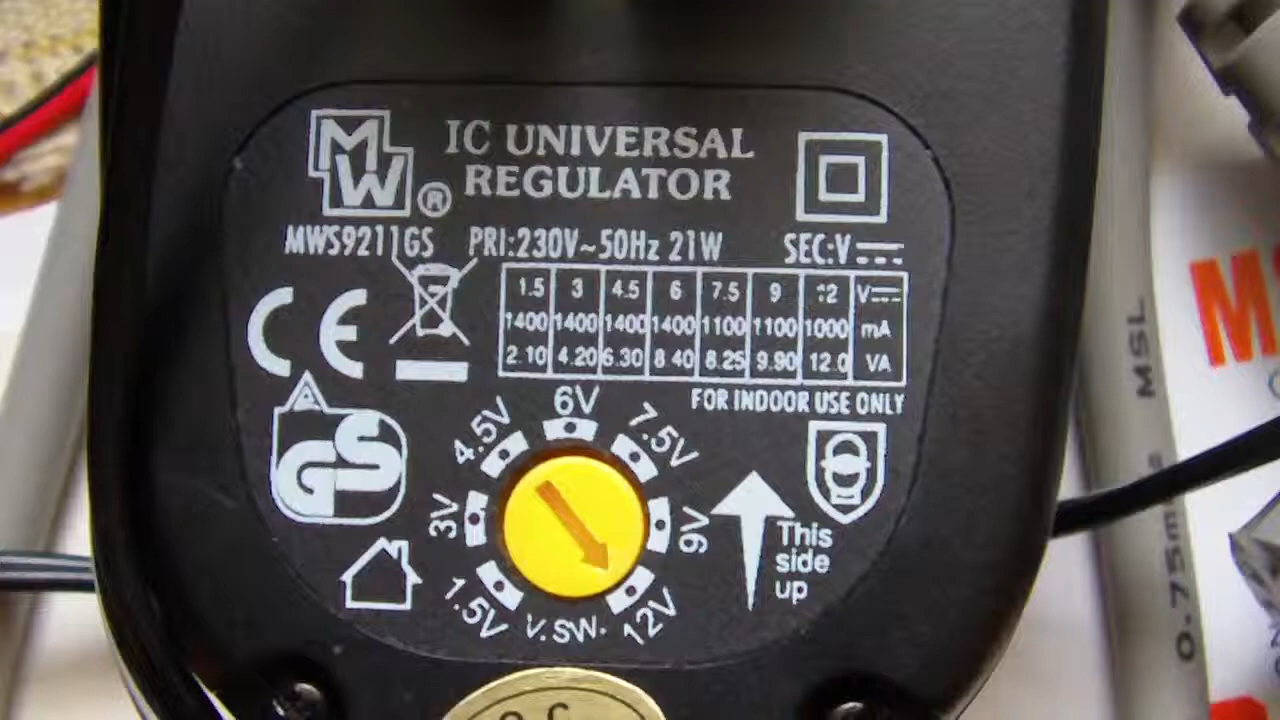 MW®
IC UNIVERSAL
REGULATOR
MWS9211GS PRI:230V~50Hz 21W SEC:V⎓
1.5 3 4.5 6 7.5 9 12 V⎓
1400 1400 1400 1400 1100 1100 1000 mA
2.10 4.20 6.30 8.40 8.25 9.90 12.0 VA
CE
FOR INDOOR USE ONLY
GS
1.5V
3V
4.5V
6V
7.5V
9V
12V
V.SW.
This
side
up
MSL
0.75m